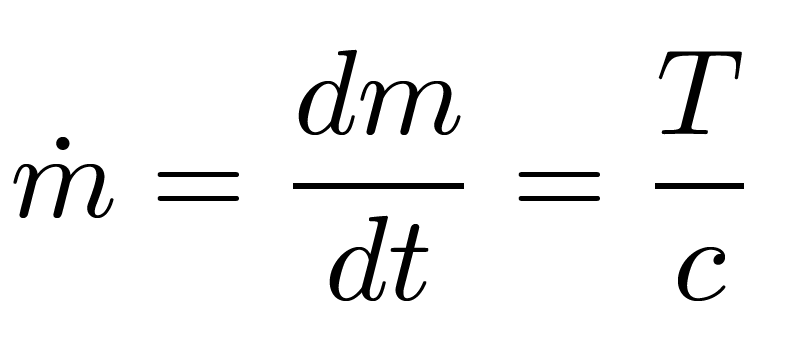 ṁ = dm/dt = T/c